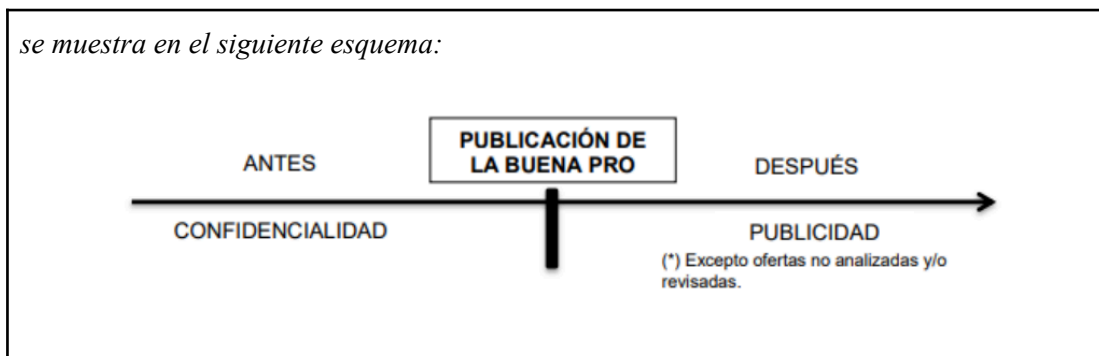 se muestra en el siguiente esquema:
PUBLICACIÓN DE
LA BUENA PRO
ANTES
DESPUÉS
CONFIDENCIALIDAD
PUBLICIDAD
(*) Excepto ofertas no analizadas y/o
revisadas.